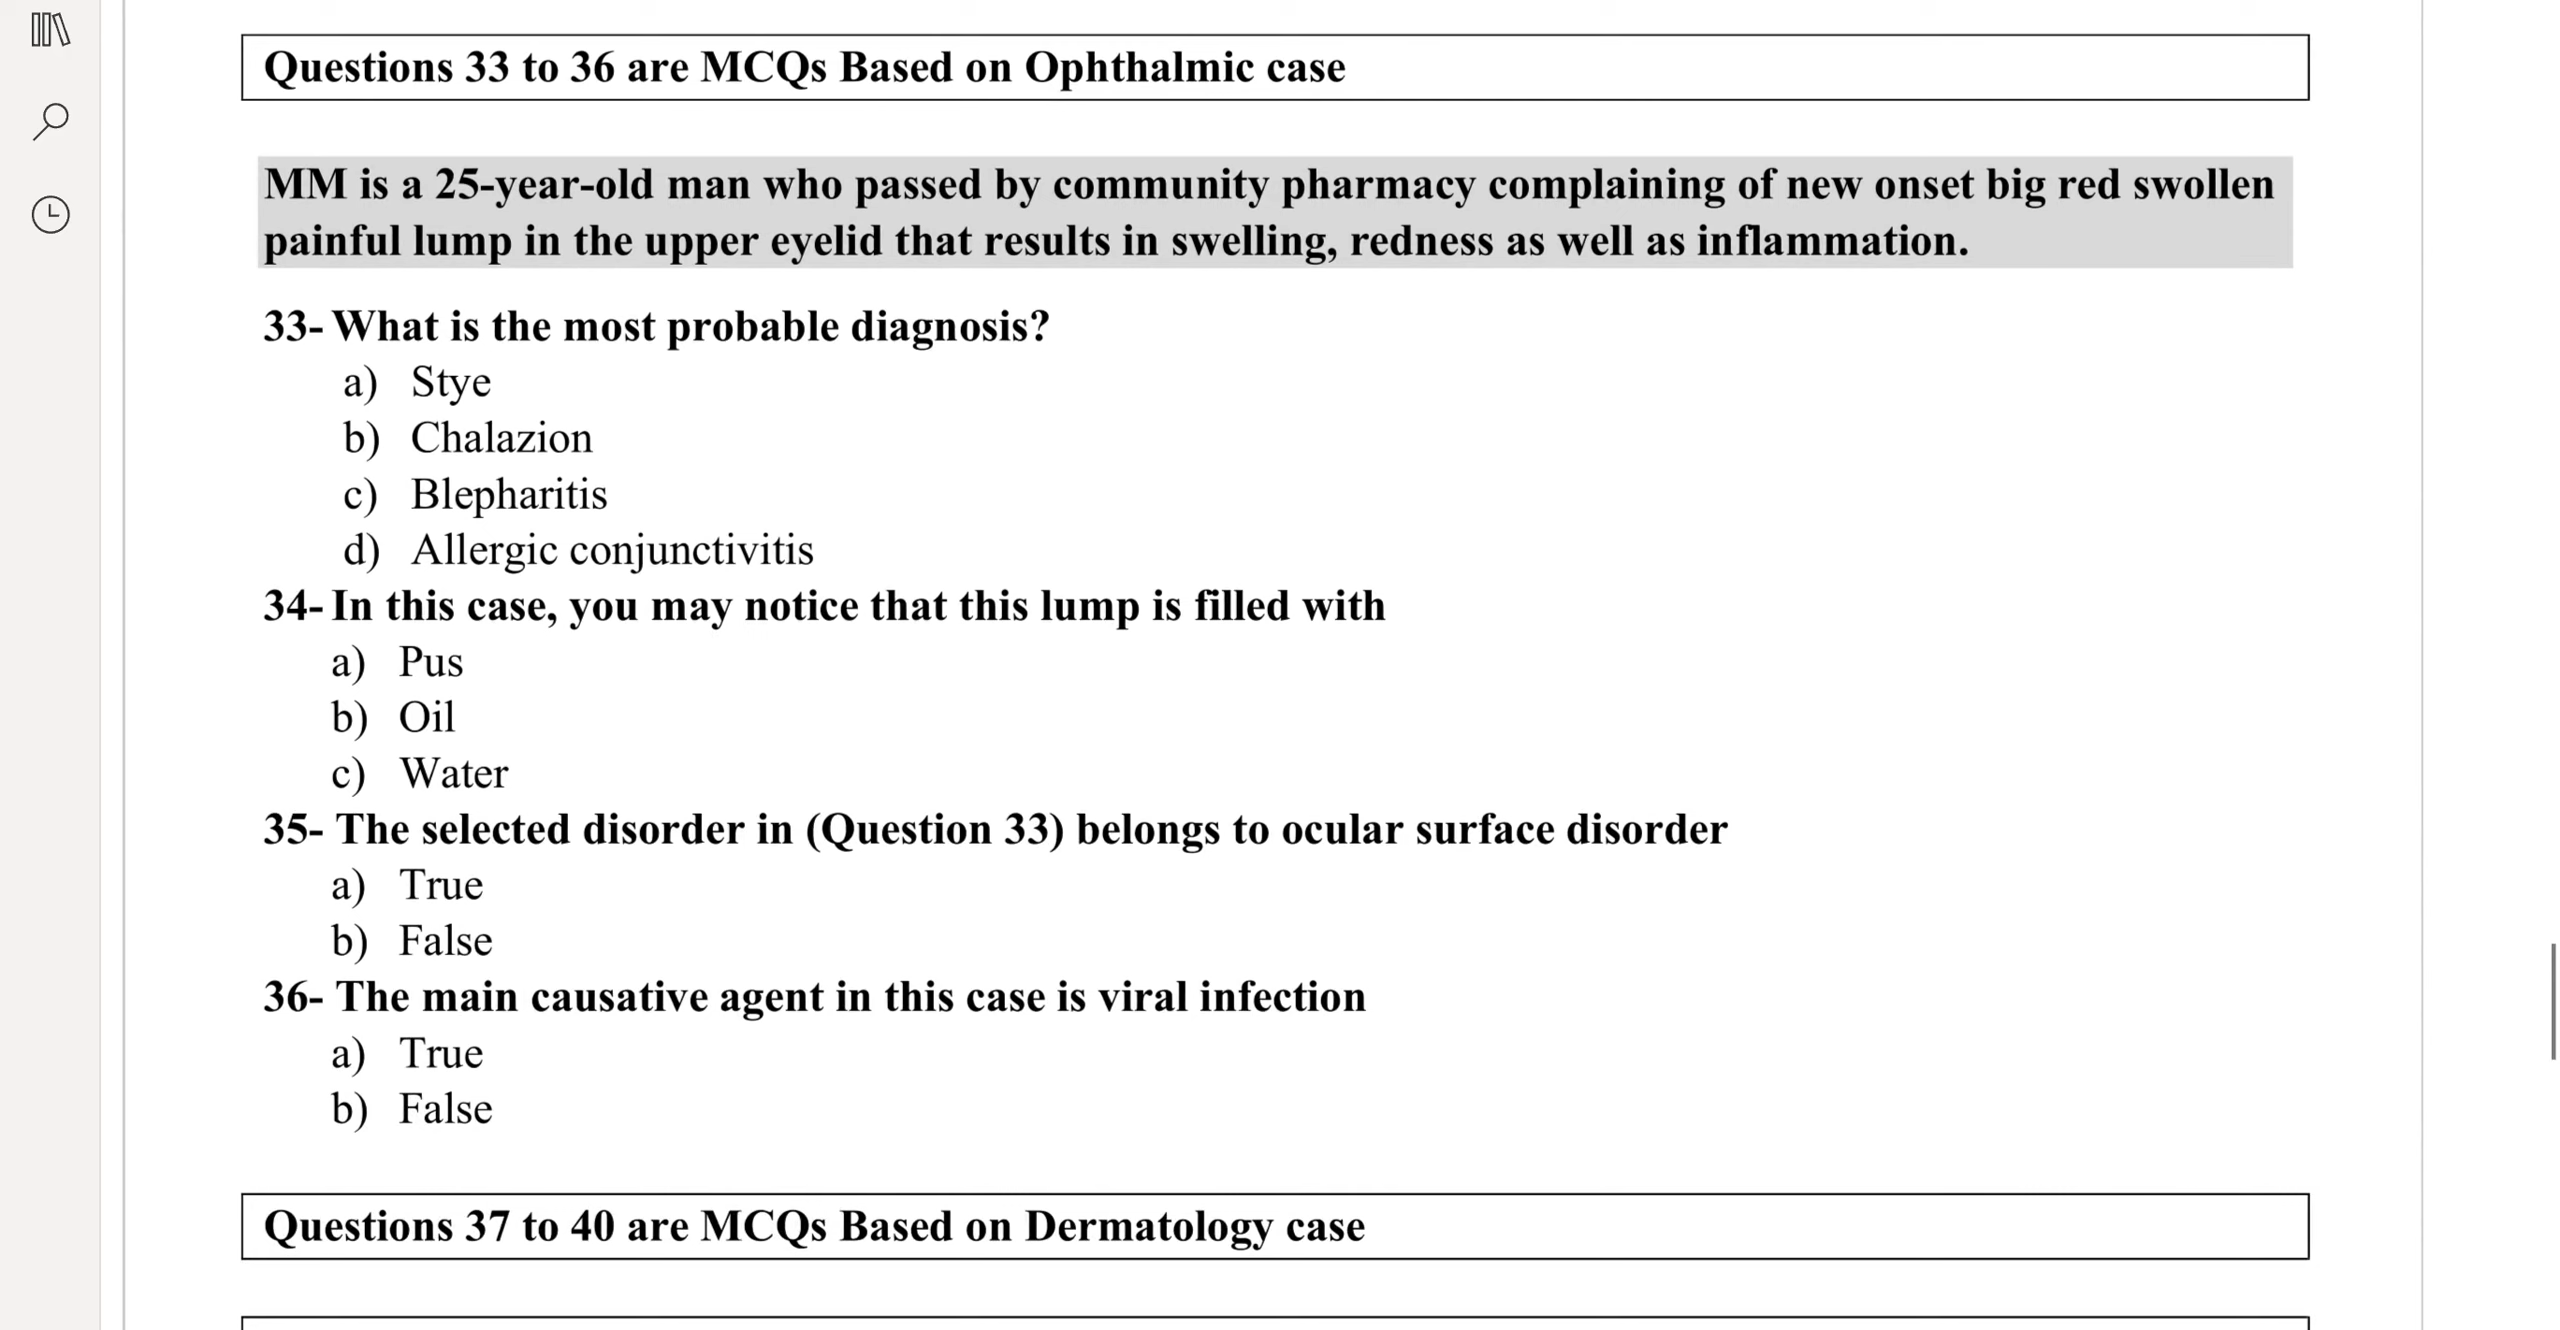 Questions 33 to 36 are MCQs Based on Ophthalmic case
MM is a 25-year-old man who passed by community pharmacy complaining of new onset big red swollen
painful lump in the upper eyelid that results in swelling, redness as well as inflammation.
33- What is the most probable diagnosis?
a) Stye
b) Chalazion
c) Blepharitis
d) Allergic conjunctivitis
34- In this case, you may notice that this lump is filled with
a) Pus
b) Oil
c) Water
35- The selected disorder in (Question 33) belongs to ocular surface disorder
a) True
b) False
36- The main causative agent in this case is viral infection
a) True
b) False
Questions 37 to 40 are MCQs Based on Dermatology case